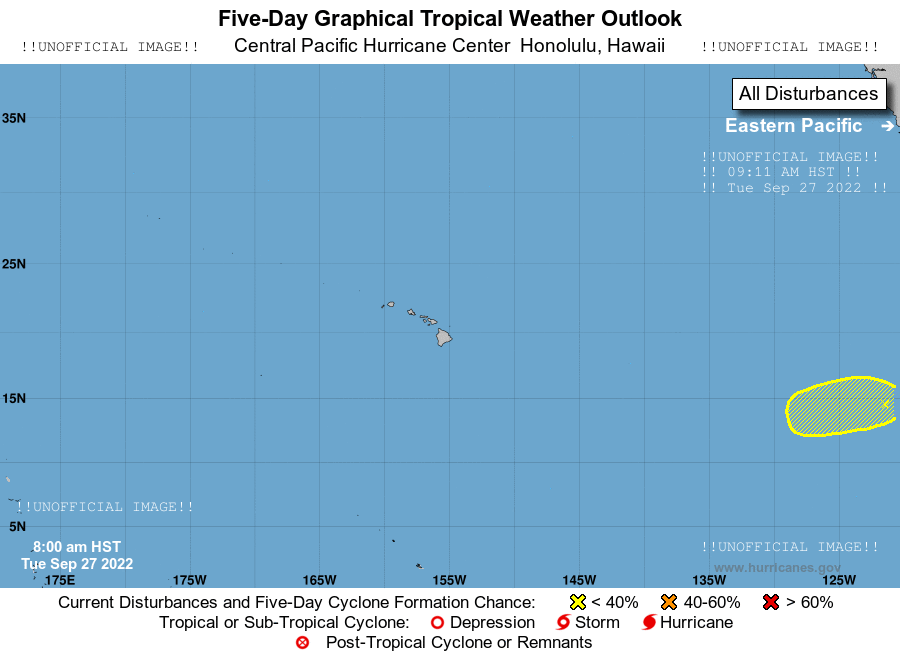 Five-Day Graphical Tropical Weather Outlook
!!UNOFFICIAL IMAGE!! Central Pacific Hurricane Center Honolulu, Hawaii !!UNOFFICIAL IMAGE!!
All Disturbances
35N
Eastern Pacific →
!!UNOFFICIAL IMAGE!!
!! 09:11 AM HST !!
!! Tue Sep 27 2022 !!
25N
15N
!!UNOFFICIAL IMAGE!!
5N
8:00 am HST
Tue Sep 27 2022
!!UNOFFICIAL IMAGE!!
www.hurricanes.gov
175E 175W 165W 155W 145W 135W 125W
Current Disturbances and Five-Day Cyclone Formation Chance: < 40% 40-60% > 60%
Tropical or Sub-Tropical Cyclone: Depression Storm Hurricane
Post-Tropical Cyclone or Remnants